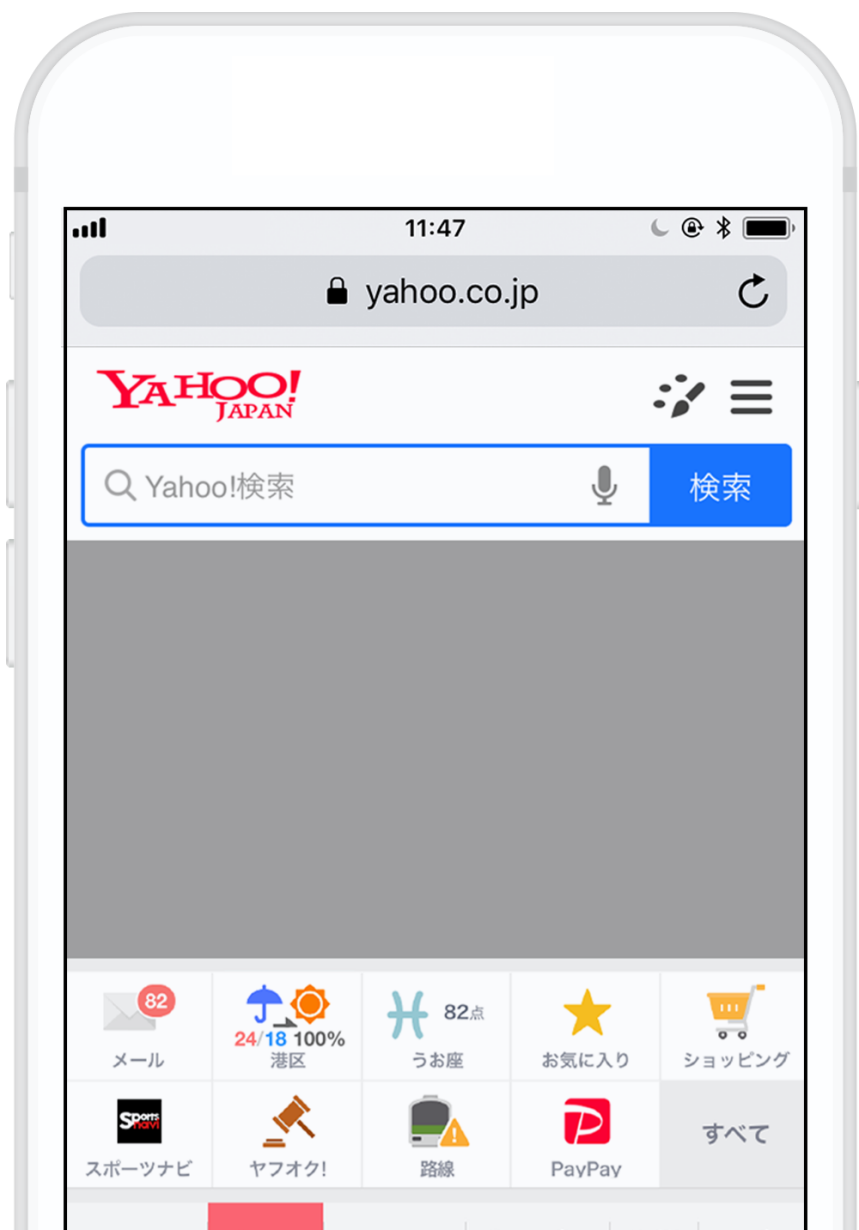 11:47
yahoo.co.jp
YAHOO!
JAPAN
Yahoo!検索 検索
82
24/18 100%
82点
メール 港区 うお座 お気に入り ショッピング
Sports
navi
スポーツナビ ヤフオク! 路線 PayPay すべて